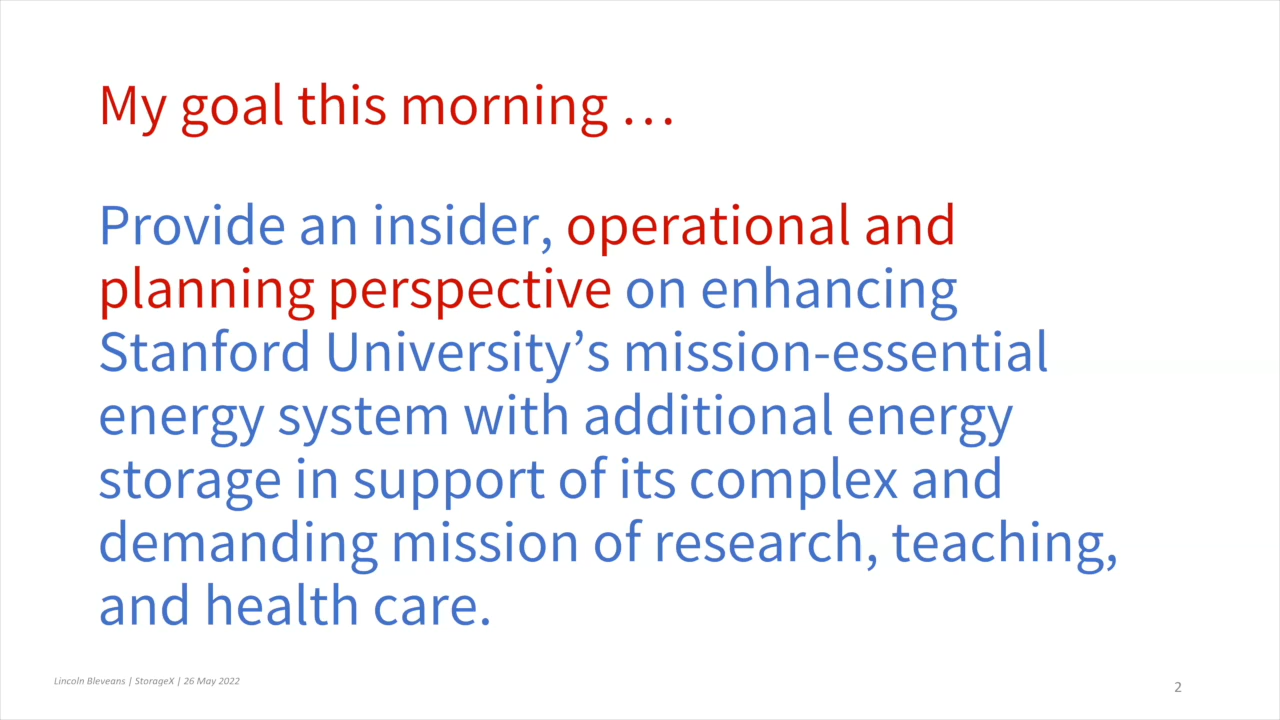 My goal this morning …
Provide an insider, operational and
planning perspective on enhancing
Stanford University’s mission-essential
energy system with additional energy
storage in support of its complex and
demanding mission of research, teaching,
and health care.
Lincoln Bleveans | StorageX | 26 May 2022
2